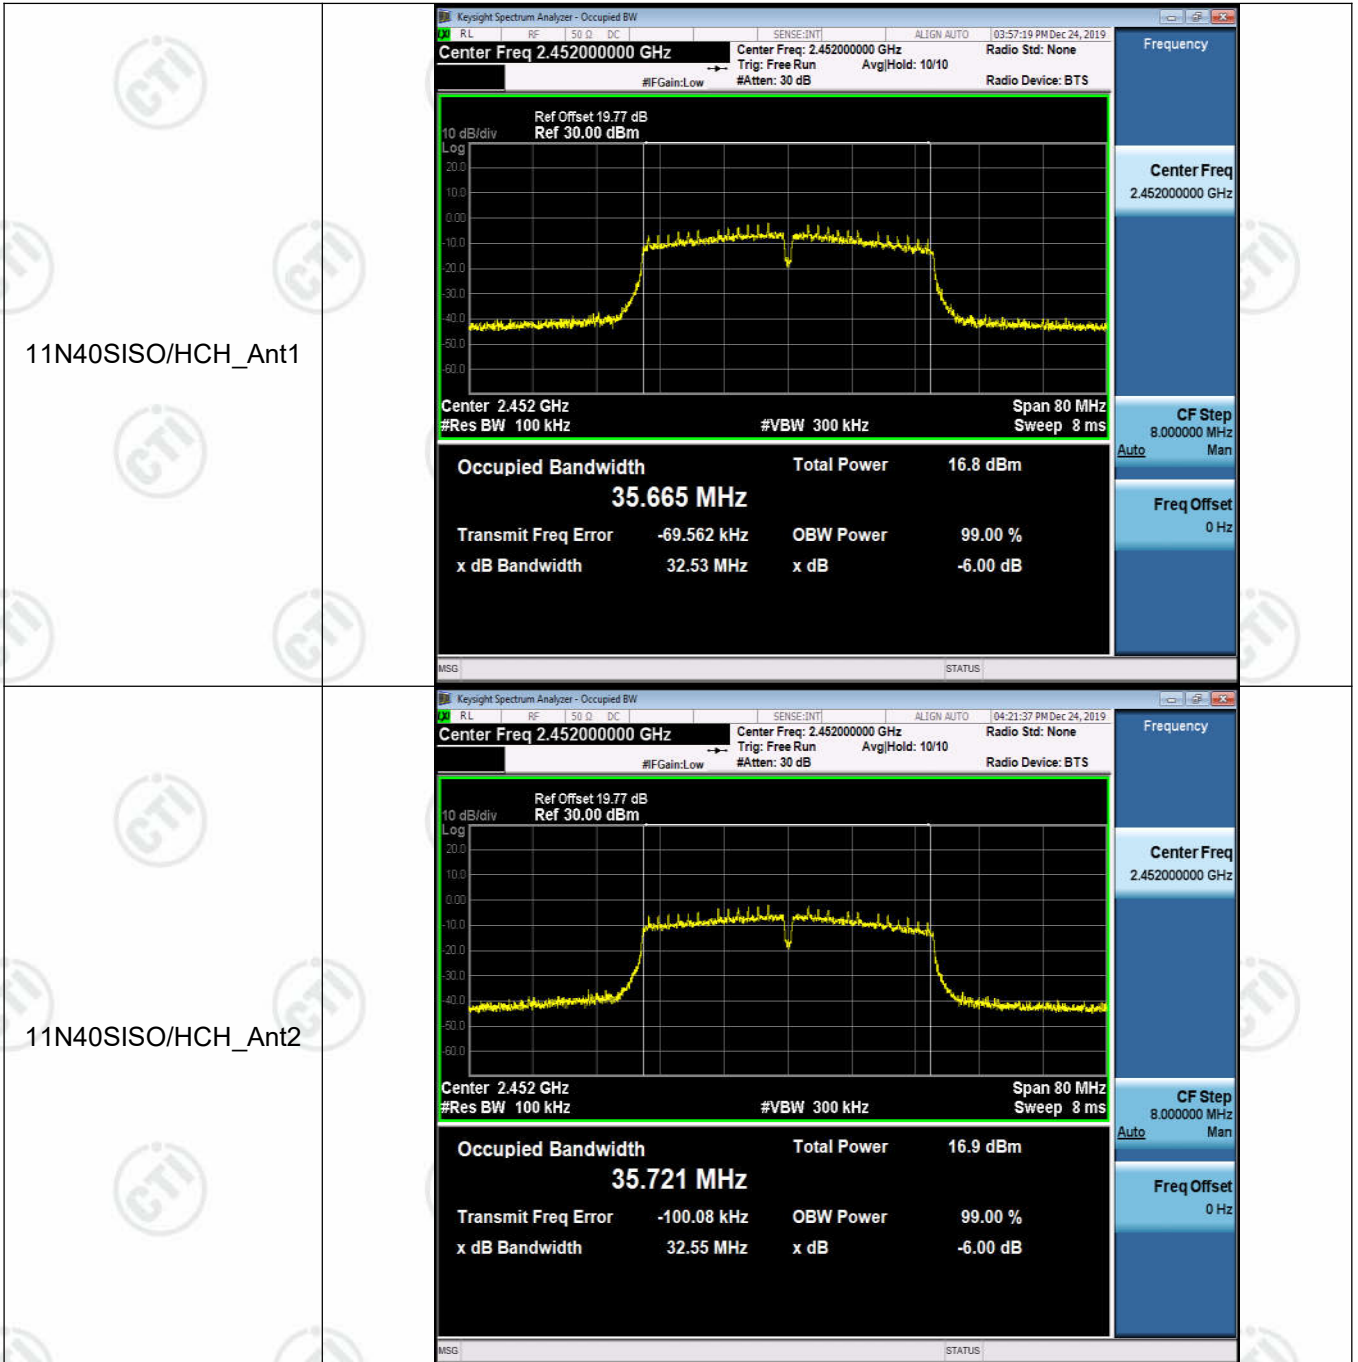 11N40SISO/HCH_Ant1
Keysight Spectrum Analyzer - Occupied BW
RL RF 50 Ω DC SENSE:INT ALIGN AUTO 03:57:19 PM Dec 24, 2019
Center Freq 2.452000000 GHz
Center Freq: 2.452000000 GHz Radio Std: None
Trig: Free Run Avg|Hold: 10/10
#IFGain:Low #Atten: 30 dB Radio Device: BTS
Ref Offset 19.77 dB
10 dB/div Ref 30.00 dBm
Log
20.0
10.0
0.00
-10.0
-20.0
-30.0
-40.0
-50.0
-60.0
Center 2.452 GHz Span 80 MHz
#Res BW 100 kHz #VBW 300 kHz Sweep 8 ms
Occupied Bandwidth Total Power 16.8 dBm
35.665 MHz
Transmit Freq Error -69.562 kHz OBW Power 99.00 %
x dB Bandwidth 32.53 MHz x dB -6.00 dB
MSG STATUS
Frequency
Center Freq
2.452000000 GHz
CF Step
8.000000 MHz
Auto Man
Freq Offset
0 Hz
11N40SISO/HCH_Ant2
Keysight Spectrum Analyzer - Occupied BW
RL RF 50 Ω DC SENSE:INT ALIGN AUTO 04:21:37 PM Dec 24, 2019
Center Freq 2.452000000 GHz
Center Freq: 2.452000000 GHz Radio Std: None
Trig: Free Run Avg|Hold: 10/10
#IFGain:Low #Atten: 30 dB Radio Device: BTS
Ref Offset 19.77 dB
10 dB/div Ref 30.00 dBm
Log
20.0
10.0
0.00
-10.0
-20.0
-30.0
-40.0
-50.0
-60.0
Center 2.452 GHz Span 80 MHz
#Res BW 100 kHz #VBW 300 kHz Sweep 8 ms
Occupied Bandwidth Total Power 16.9 dBm
35.721 MHz
Transmit Freq Error -100.08 kHz OBW Power 99.00 %
x dB Bandwidth 32.55 MHz x dB -6.00 dB
MSG STATUS
Frequency
Center Freq
2.452000000 GHz
CF Step
8.000000 MHz
Auto Man
Freq Offset
0 Hz
CTI